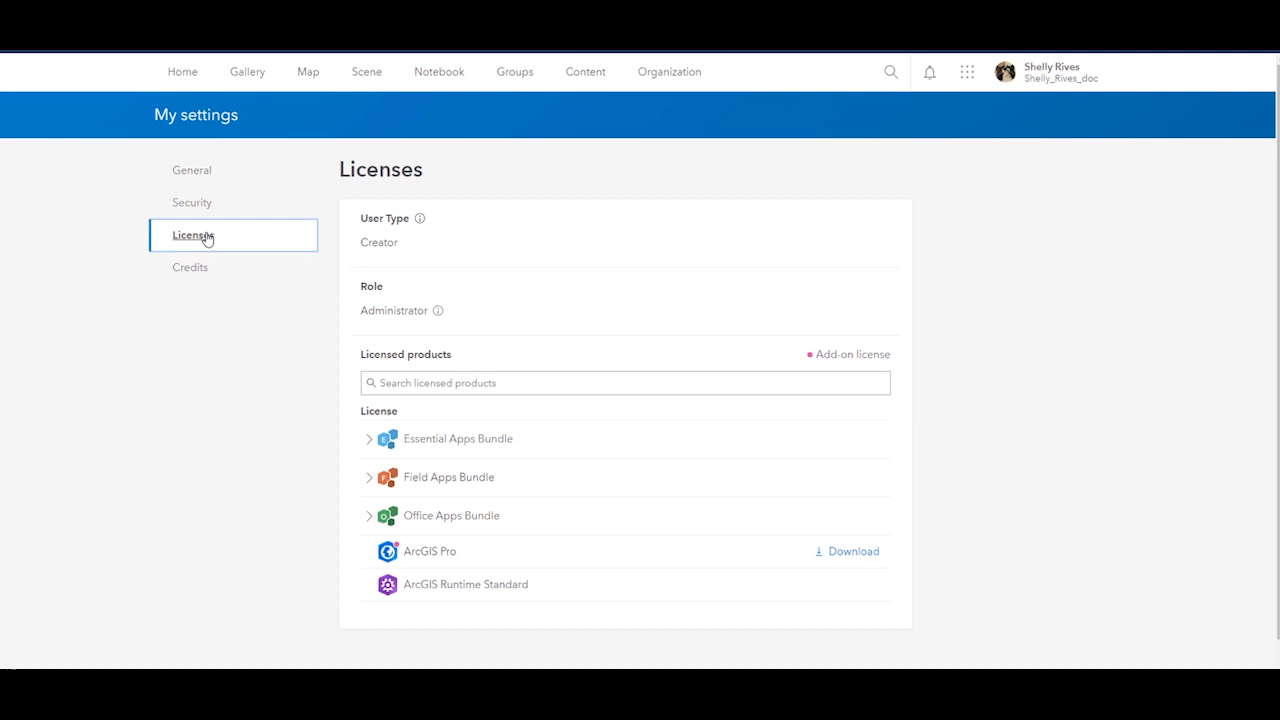 Home Gallery Map Scene Notebook Groups Content Organization
Shelly Rives
Shelly_Rives_doc
My settings
General
Security
Licenses
Credits
Licenses
User Type
Creator
Role
Administrator
Licensed products
Add-on license
Search licensed products
License
Essential Apps Bundle
Field Apps Bundle
Office Apps Bundle
ArcGIS Pro
Download
ArcGIS Runtime Standard